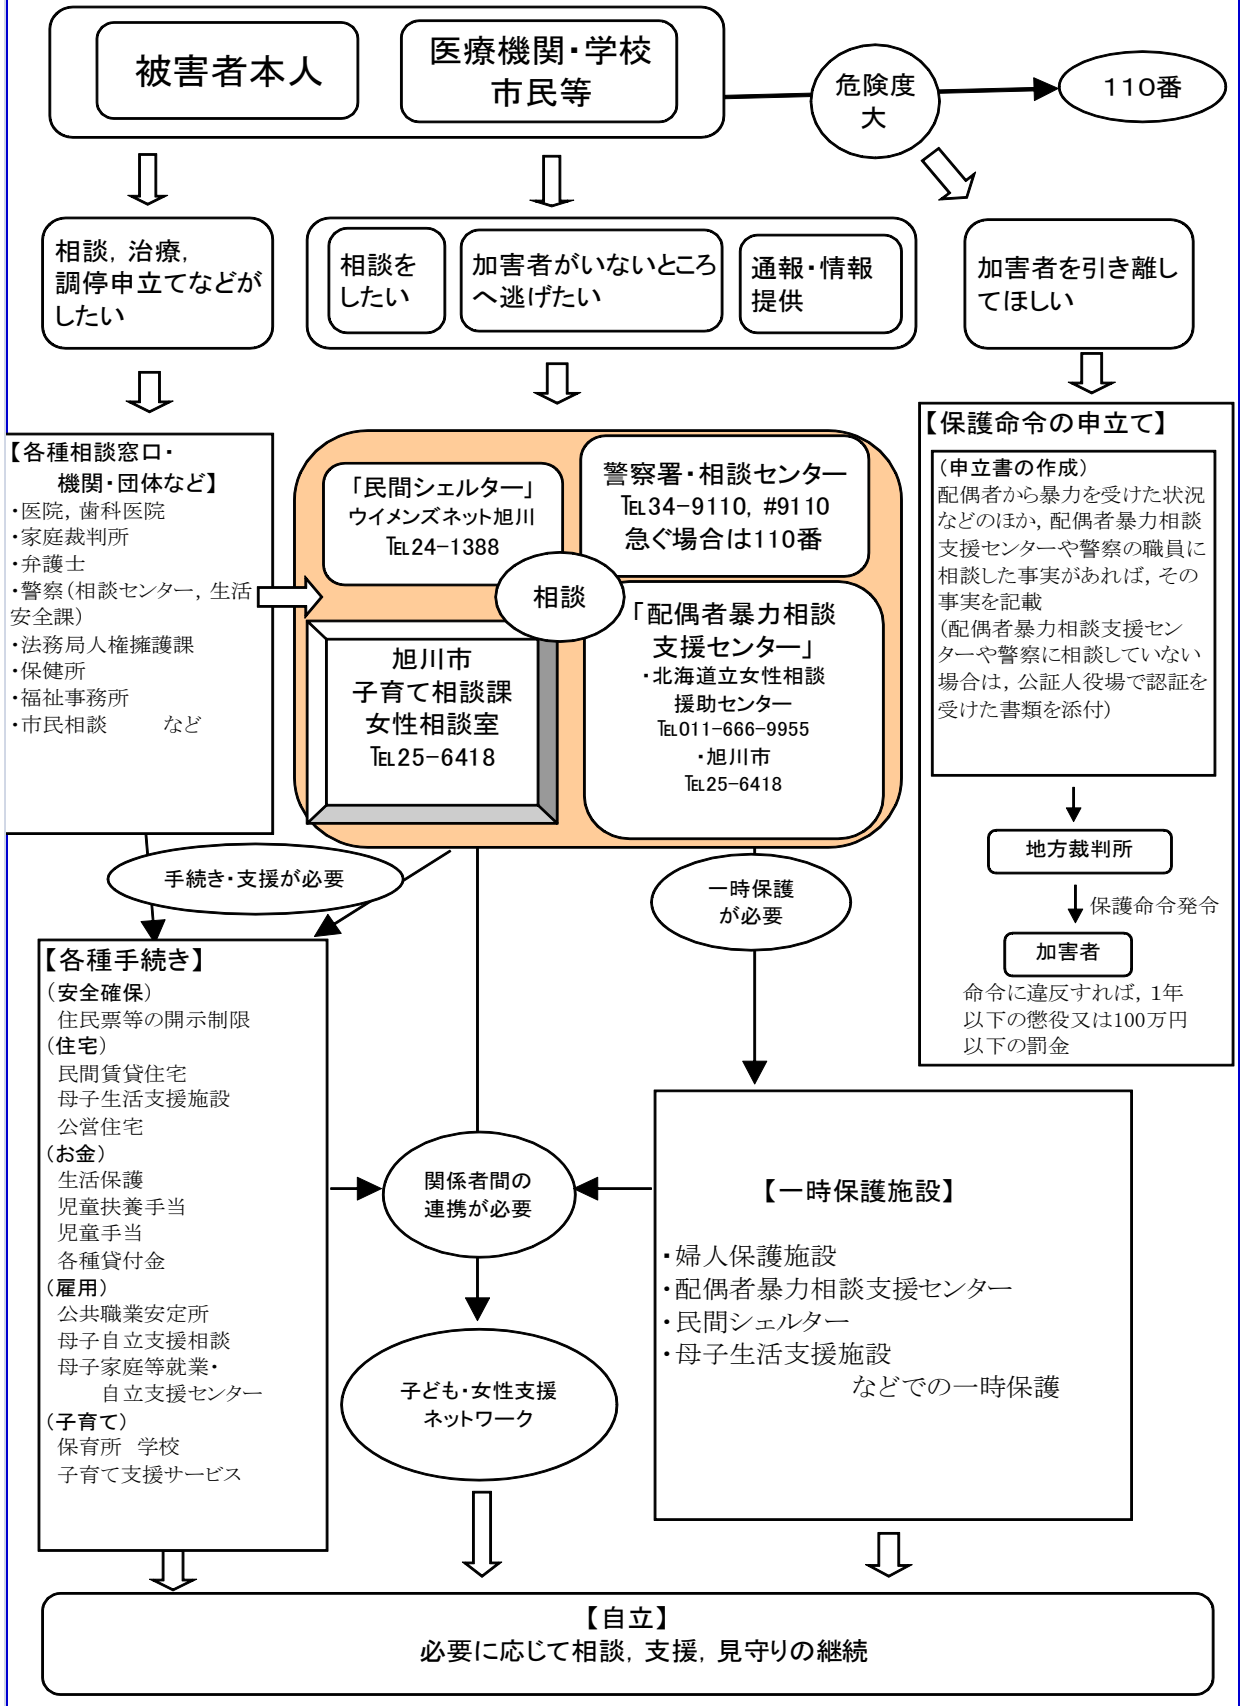 被害者本人
医療機関・学校
市民等
危険度
大
110番
相談，治療，
調停申立てなどが
したい
相談を
したい
加害者がいないところ
へ逃げたい
通報・情報
提供
加害者を引き離し
てほしい
【各種相談窓口・
機関・団体など】
・医院，歯科医院
・家庭裁判所
・弁護士
・警察（相談センター，生活
安全課）
・法務局人権擁護課
・保健所
・福祉事務所
・市民相談　　など
「民間シェルター」
ウイメンズネット旭川
℡24-1388
警察署・相談センター
℡34-9110，#9110
急ぐ場合は110番
相談
旭川市
子育て相談課
女性相談室
℡25-6418
「配偶者暴力相談
支援センター」
・北海道立女性相談
援助センター
℡011-666-9955
・旭川市
℡25-6418
【保護命令の申立て】
（申立書の作成）
配偶者から暴力を受けた状況
などのほか，配偶者暴力相談
支援センターや警察の職員に
相談した事実があれば，その
事実を記載
（配偶者暴力相談支援セン
ターや警察に相談していない
場合は，公証人役場で認証を
受けた書類を添付）
地方裁判所
保護命令発令
加害者
命令に違反すれば，1年
以下の懲役又は100万円
以下の罰金
手続き・支援が必要
一時保護
が必要
【各種手続き】
（安全確保）
住民票等の開示制限
（住宅）
民間賃貸住宅
母子生活支援施設
公営住宅
（お金）
生活保護
児童扶養手当
児童手当
各種貸付金
（雇用）
公共職業安定所
母子自立支援相談
母子家庭等就業・
自立支援センター
（子育て）
保育所　学校
子育て支援サービス
関係者間の
連携が必要
子ども・女性支援
ネットワーク
【一時保護施設】
・婦人保護施設
・配偶者暴力相談支援センター
・民間シェルター
・母子生活支援施設
などでの一時保護
【自立】
必要に応じて相談，支援，見守りの継続